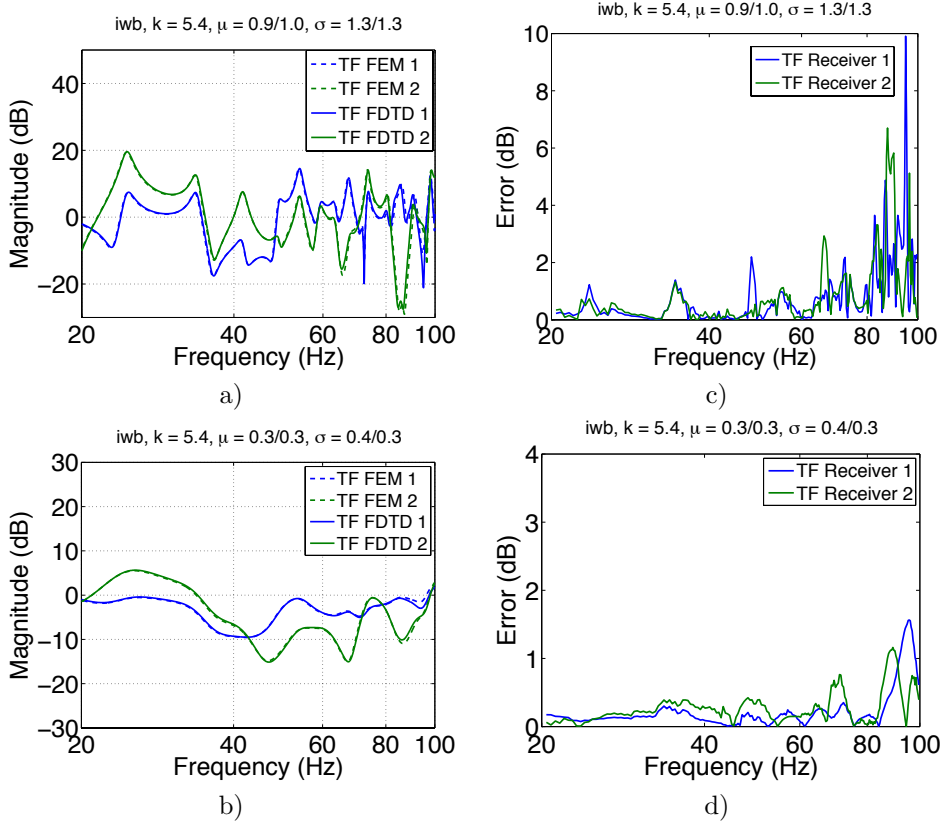 iwb, k = 5.4, μ = 0.9/1.0, σ = 1.3/1.3
Magnitude (dB)
40
20
0
−20
20
40
60
80
100
Frequency (Hz)
TF FEM 1
TF FEM 2
TF FDTD 1
TF FDTD 2
a)
iwb, k = 5.4, μ = 0.9/1.0, σ = 1.3/1.3
Error (dB)
10
8
6
4
2
0
20
40
60
80
100
Frequency (Hz)
TF Receiver 1
TF Receiver 2
c)
iwb, k = 5.4, μ = 0.3/0.3, σ = 0.4/0.3
Magnitude (dB)
30
20
10
0
−10
−20
−30
20
40
60
80
100
Frequency (Hz)
TF FEM 1
TF FEM 2
TF FDTD 1
TF FDTD 2
b)
iwb, k = 5.4, μ = 0.3/0.3, σ = 0.4/0.3
Error (dB)
4
3
2
1
0
20
40
60
80
100
Frequency (Hz)
TF Receiver 1
TF Receiver 2
d)